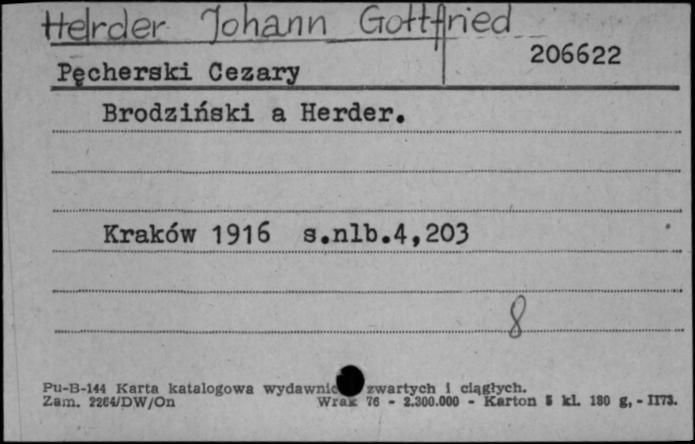 Herder Johann Gottfried
206622
Pęcherski Cezary
Brodziński a Herder.
Kraków 1916 s.nlb.4,203
8
Pu-B-144 Karta katalogowa wydawnic zwartych i ciągłych.
Zam. 2264/DW/On Wrak 76 - 2.300.000 - Karton 5 kl. 180 g, - II73.